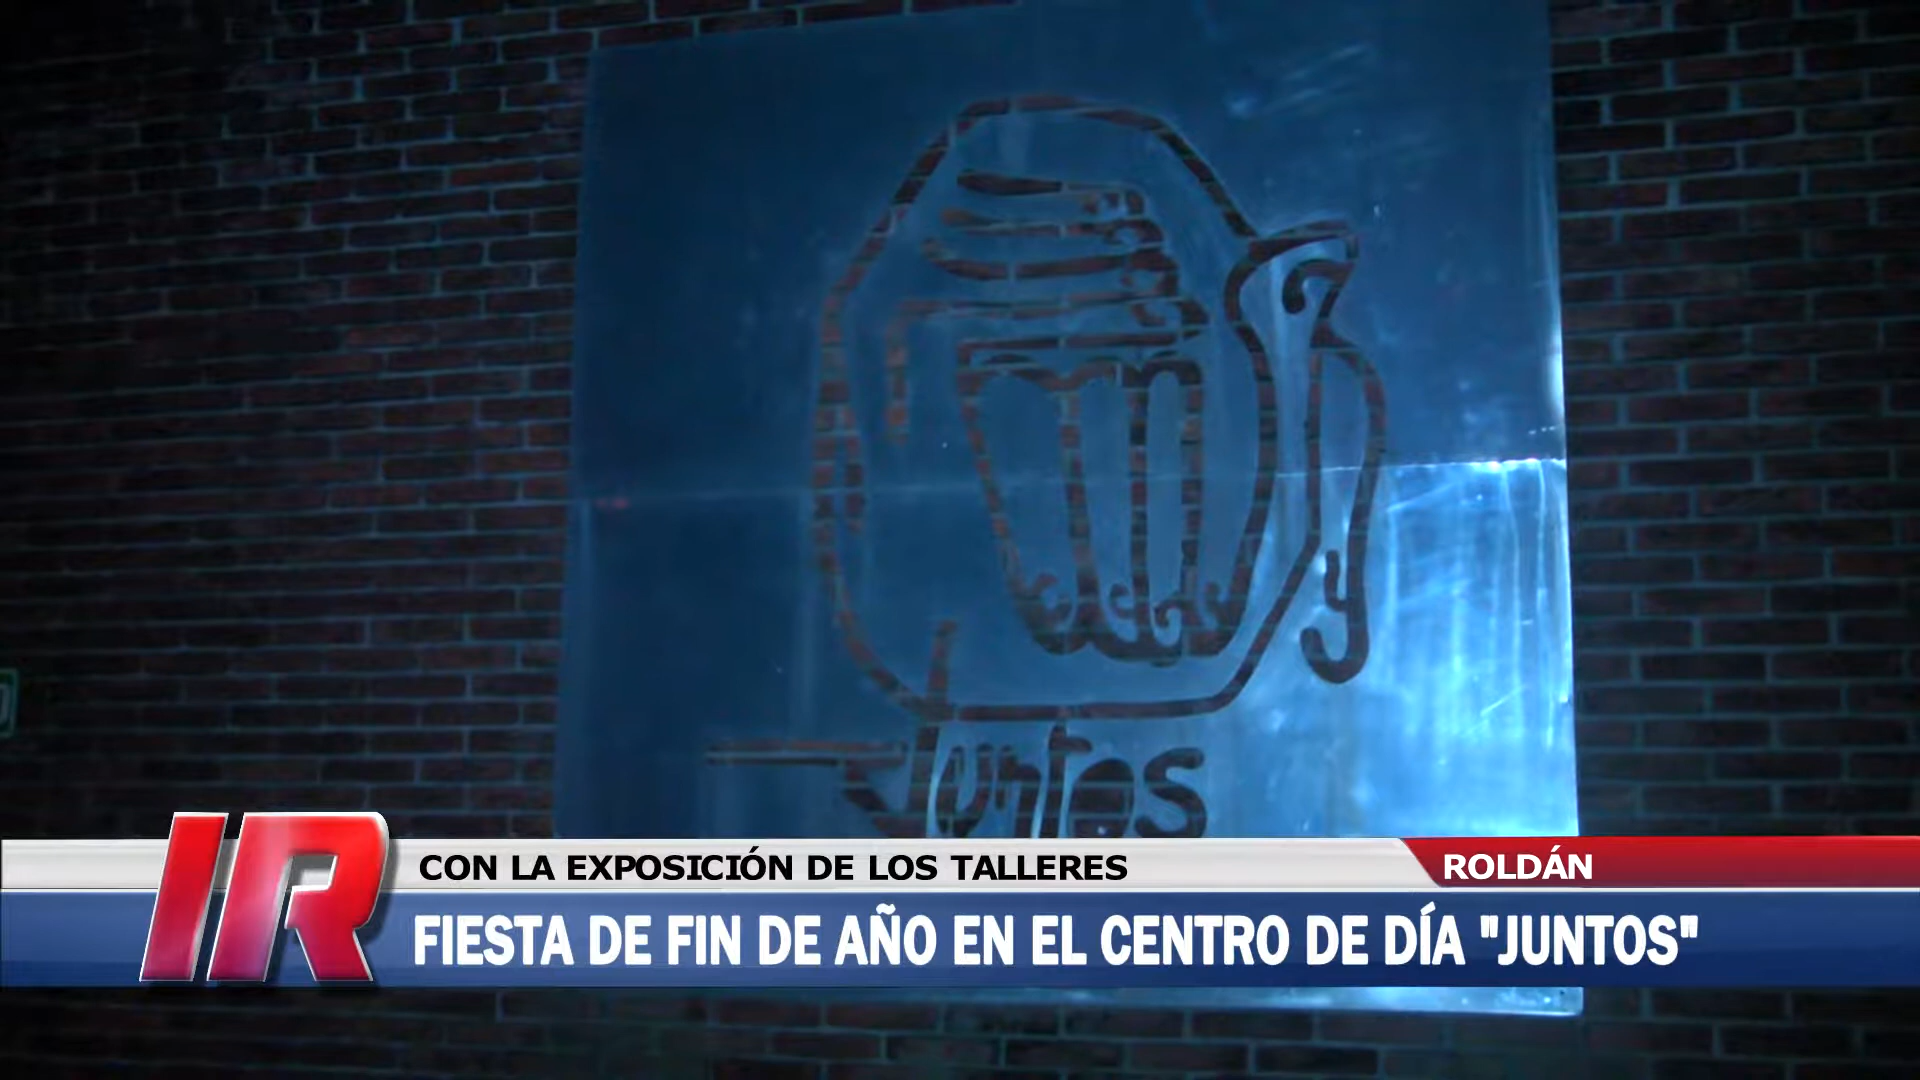 Juntos
IR
CON LA EXPOSICIÓN DE LOS TALLERES
ROLDÁN
FIESTA DE FIN DE AÑO EN EL CENTRO DE DÍA "JUNTOS"